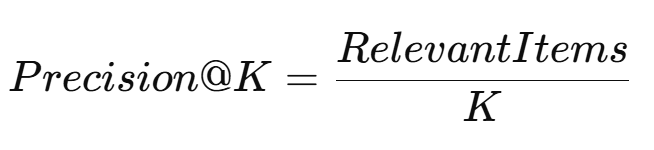 Precision@K = RelevantItems / K